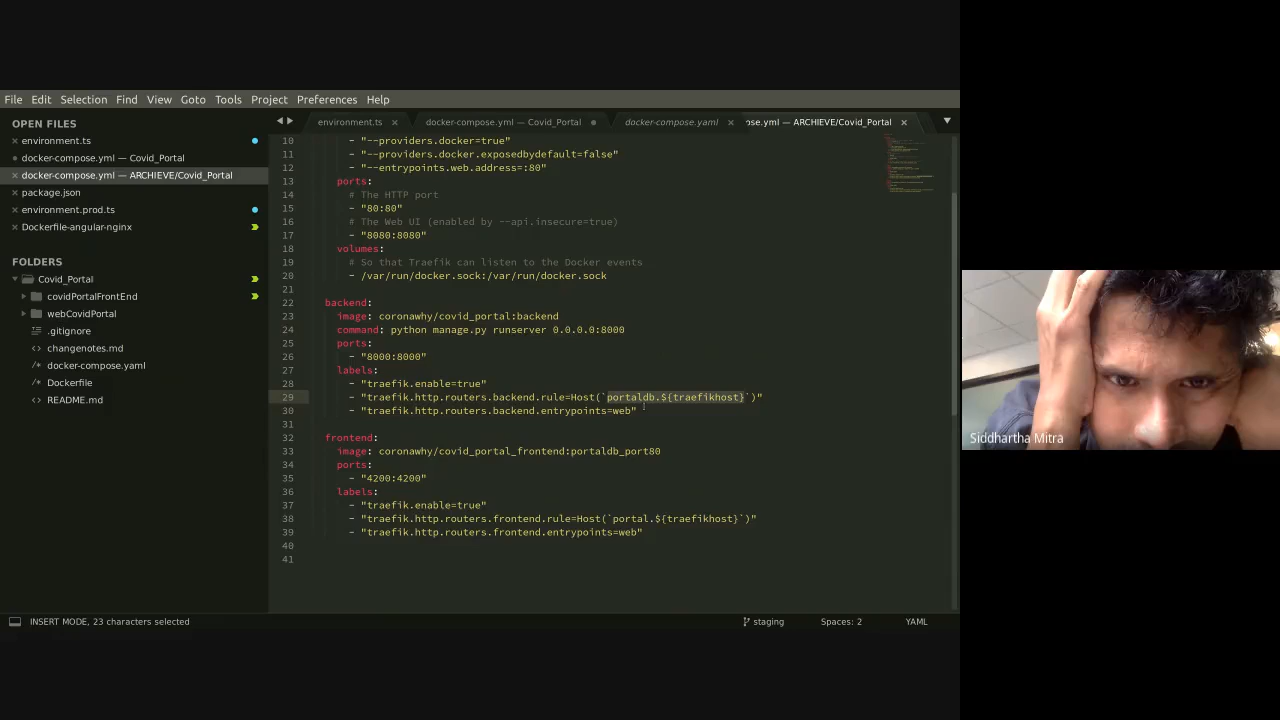 File Edit Selection Find View Goto Tools Project Preferences Help
OPEN FILES
environment.ts
docker-compose.yml — Covid_Portal
docker-compose.yml — ARCHIEVE/Covid_Portal
package.json
environment.prod.ts
Dockerfile-angular-nginx
FOLDERS
Covid_Portal
covidPortalFrontEnd
webCovidPortal
.gitignore
changenotes.md
docker-compose.yaml
Dockerfile
README.md
environment.ts docker-compose.yml — Covid_Portal docker-compose.yaml ose.yml — ARCHIEVE/Covid_Portal
10 - "--providers.docker=true"
11 - "--providers.docker.exposedbydefault=false"
12 - "--entrypoints.web.address=:80"
13 ports:
14 # The HTTP port
15 - "80:80"
16 # The Web UI (enabled by --api.insecure=true)
17 - "8080:8080"
18 volumes:
19 # So that Traefik can listen to the Docker events
20 - /var/run/docker.sock:/var/run/docker.sock
21
22 backend:
23 image: coronawhy/covid_portal:backend
24 command: python manage.py runserver 0.0.0.0:8000
25 ports:
26 - "8000:8000"
27 labels:
28 - "traefik.enable=true"
29 - "traefik.http.routers.backend.rule=Host(`portaldb.${traefikhost}`)"
30 - "traefik.http.routers.backend.entrypoints=web"
31
32 frontend:
33 image: coronawhy/covid_portal_frontend:portaldb_port80
34 ports:
35 - "4200:4200"
36 labels:
37 - "traefik.enable=true"
38 - "traefik.http.routers.frontend.rule=Host(`portal.${traefikhost}`)"
39 - "traefik.http.routers.frontend.entrypoints=web"
40
41
INSERT MODE, 23 characters selected staging Spaces: 2 YAML
Siddhartha Mitra